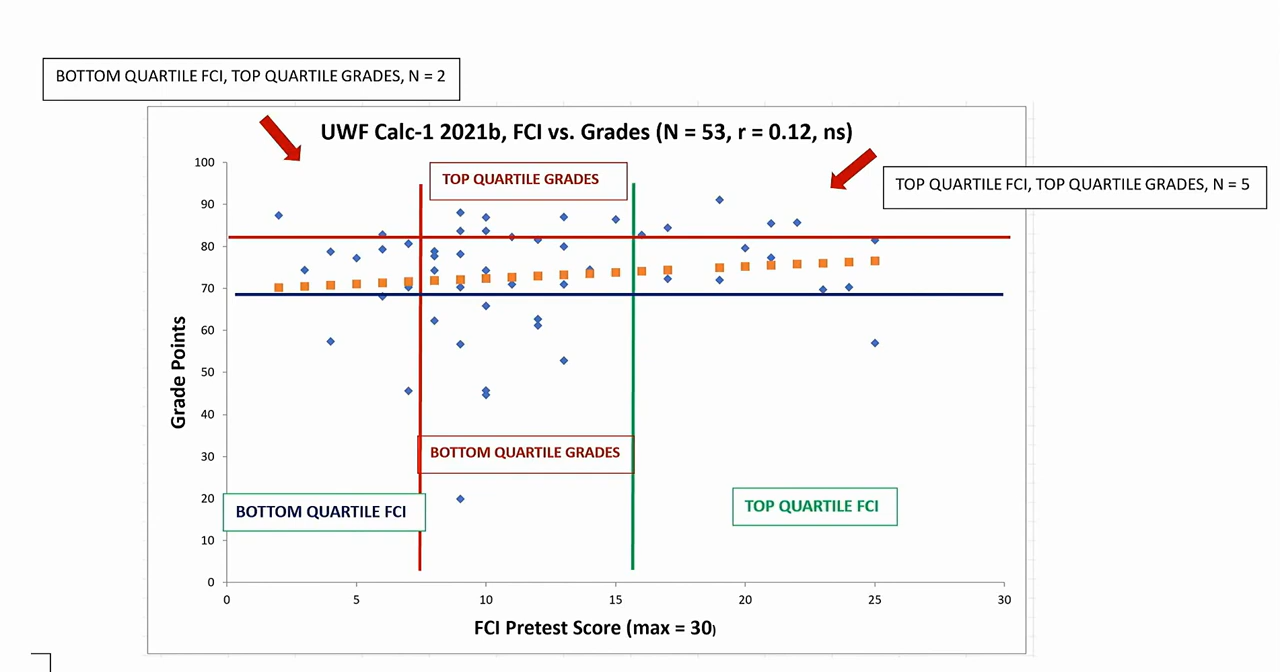 BOTTOM QUARTILE FCI, TOP QUARTILE GRADES, N = 2
UWF Calc-1 2021b, FCI vs. Grades (N = 53, r = 0.12, ns)
TOP QUARTILE GRADES
TOP QUARTILE FCI, TOP QUARTILE GRADES, N = 5
100
90
80
70
60
50
40
30
20
10
0
Grade Points
BOTTOM QUARTILE GRADES
BOTTOM QUARTILE FCI
TOP QUARTILE FCI
0 5 10 15 20 25 30
FCI Pretest Score (max = 30)